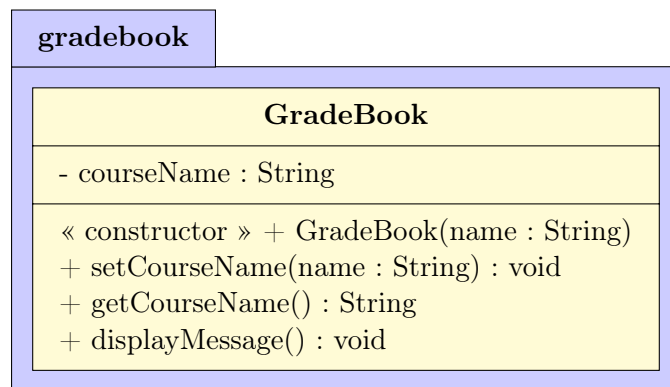 gradebook
GradeBook
- courseName : String
« constructor » + GradeBook(name : String)
+ setCourseName(name : String) : void
+ getCourseName() : String
+ displayMessage() : void